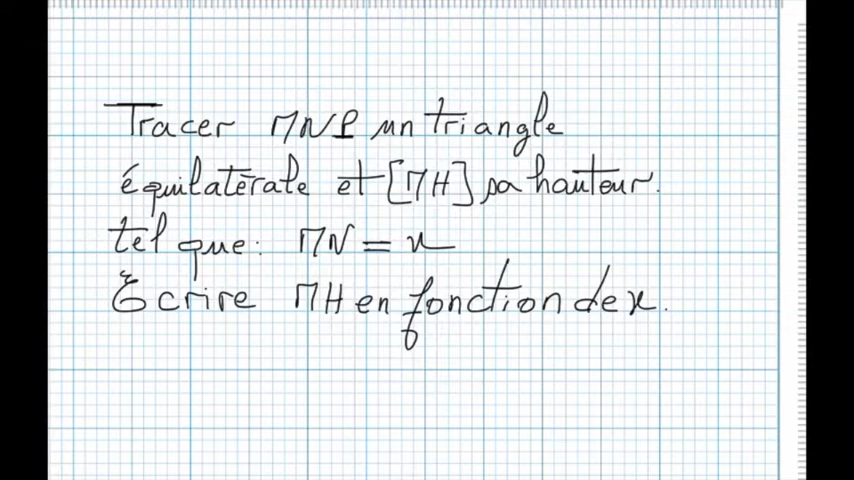 Tracer MNP un triangle
équilatérale et [MH] sa hauteur.
tel que: MN = x
Ecrire MH en fonction de x.